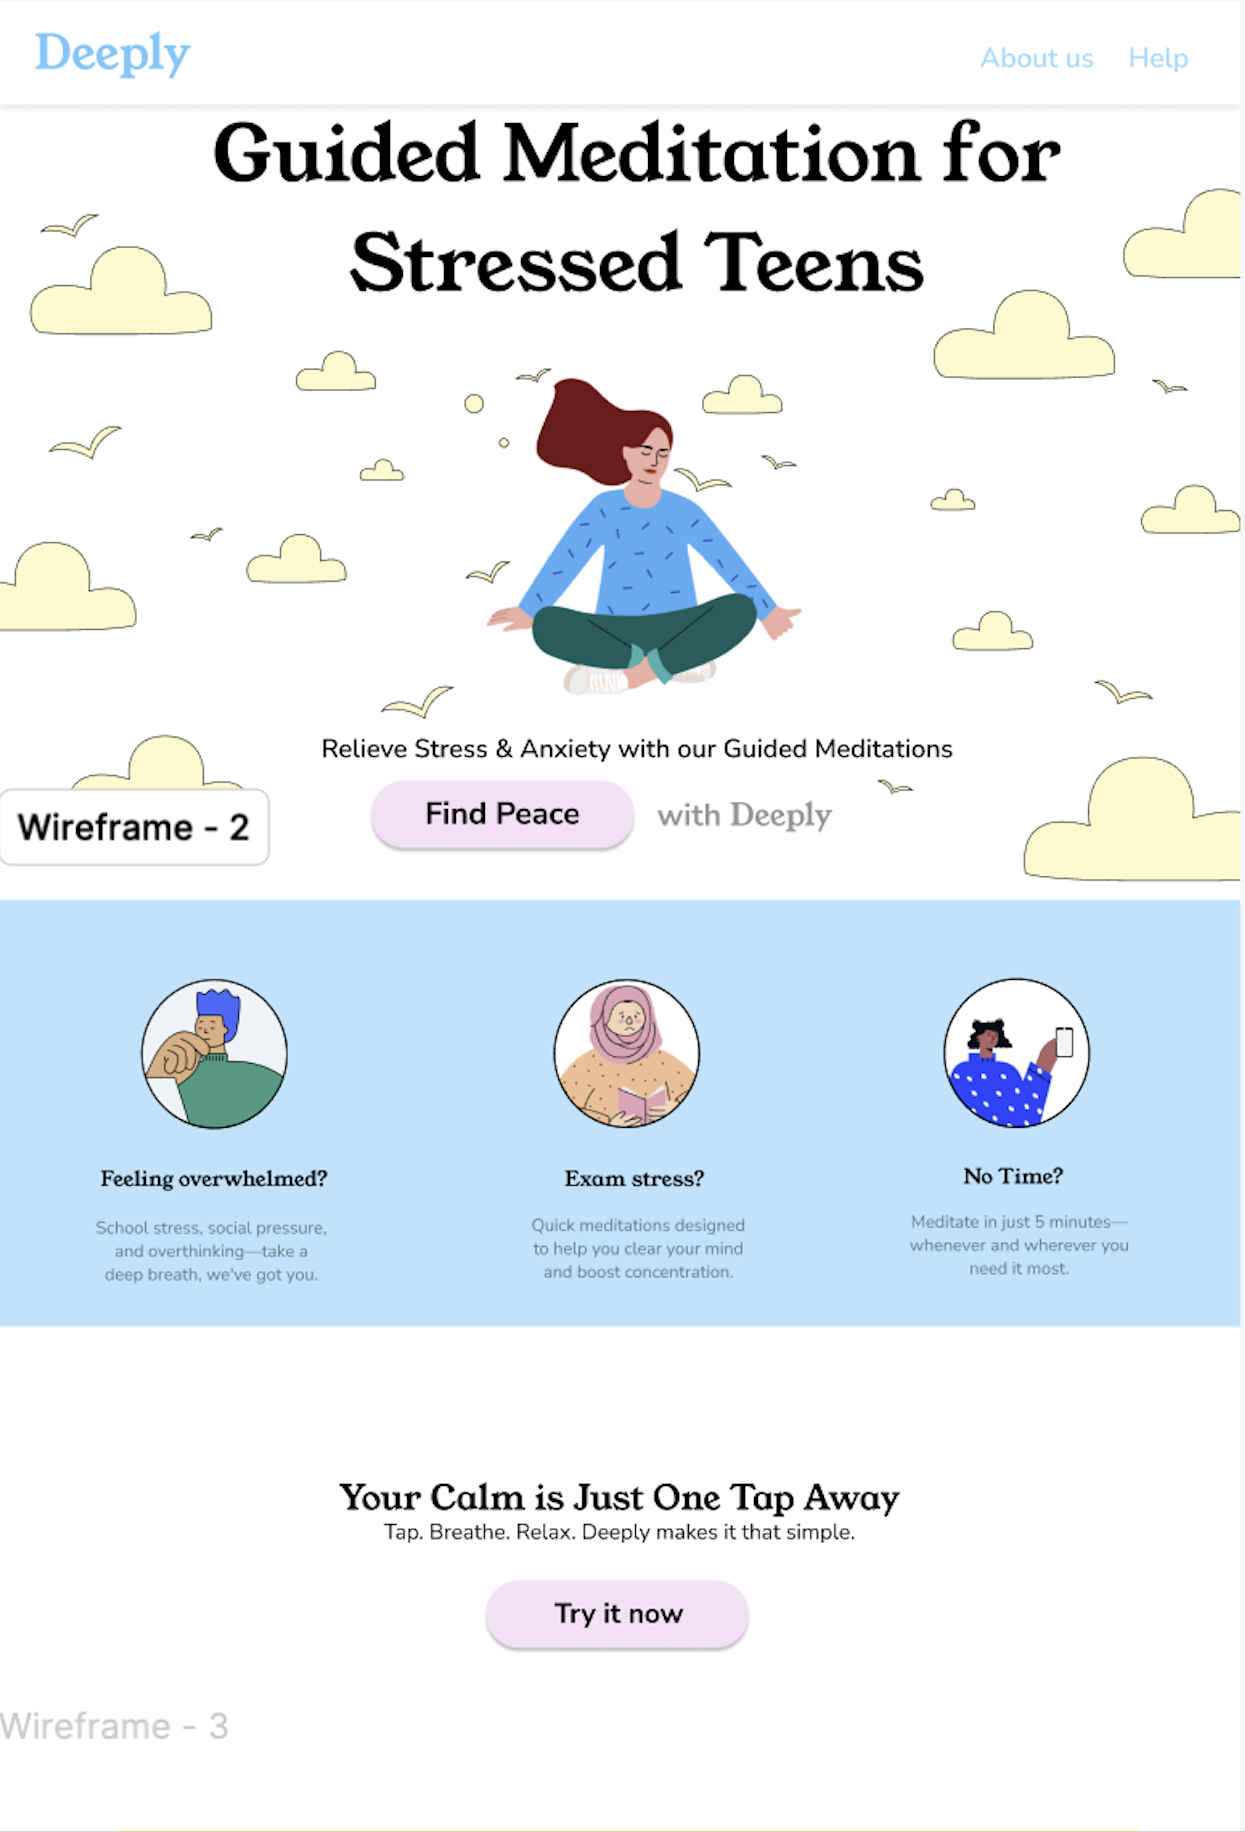 Deeply
About us Help
Guided Meditation for
Stressed Teens
Relieve Stress & Anxiety with our Guided Meditations
Find Peace with Deeply
Wireframe - 2
Feeling overwhelmed?
School stress, social pressure,
and overthinking—take a
deep breath, we've got you.
Exam stress?
Quick meditations designed
to help you clear your mind
and boost concentration.
No Time?
Meditate in just 5 minutes—
whenever and wherever you
need it most.
Your Calm is Just One Tap Away
Tap. Breathe. Relax. Deeply makes it that simple.
Try it now
Wireframe - 3